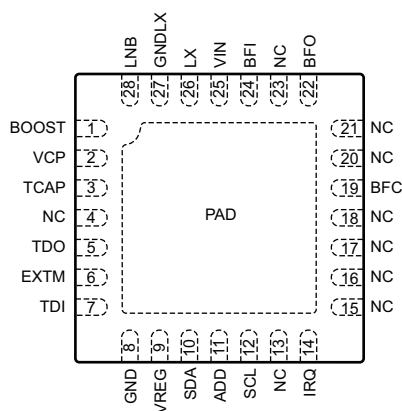 LNB
GNDLX
LX
VIN
BFI
NC
BFO
28
27
26
25
24
23
22
BOOST 1
VCP 2
TCAP 3
NC 4
TDO 5
EXTM 6
TDI 7
PAD
21 NC
20 NC
19 BFC
18 NC
17 NC
16 NC
15 NC
8
9
10
11
12
13
14
GND
VREG
SDA
ADD
SCL
NC
IRQ